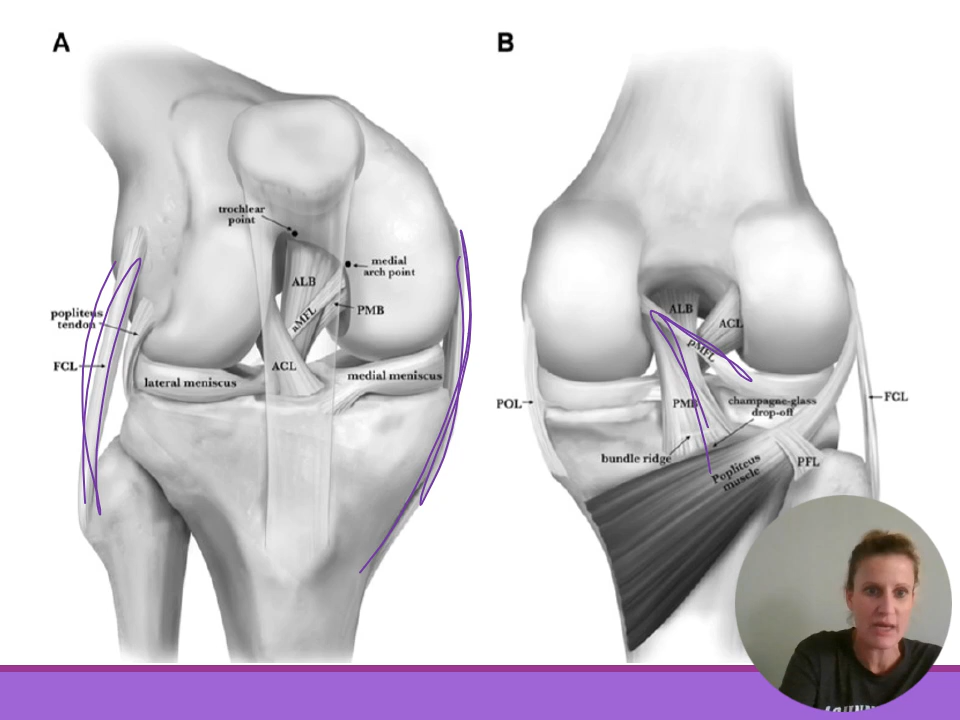 A
B
trochlear
point
medial
arch point
ALB
aMFL
PMB
popliteus
tendon
FCL
ACL
lateral meniscus
medial meniscus
ALB
ACL
pMFL
POL
PMB
champagne-glass
drop-off
FCL
bundle ridge
Popliteus
muscle
PFL